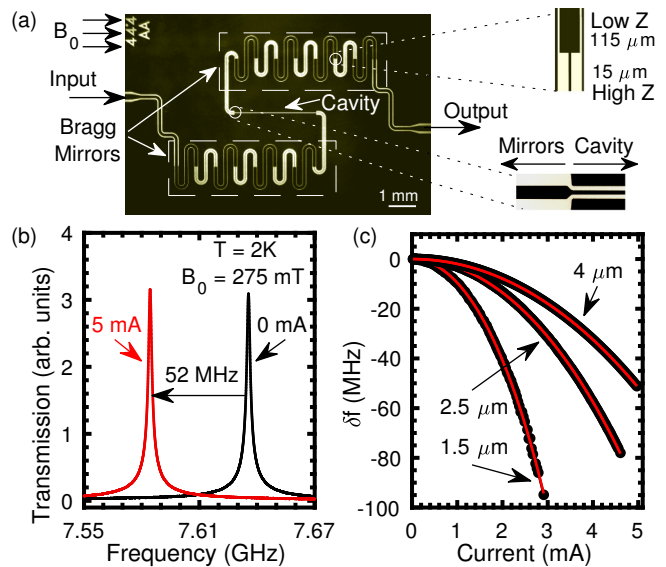 (a)
B₀
444
AA
Input
Bragg
Mirrors
Cavity
Output
1 mm
Low Z
115 μm
15 μm
High Z
Mirrors
Cavity
(b)
Transmission (arb. units)
4
3
2
1
0
T = 2K
B₀ = 275 mT
5 mA
0 mA
52 MHz
7.55
7.61
7.67
Frequency (GHz)
(c)
δf (MHz)
0
-20
-40
-60
-80
-100
4 μm
2.5 μm
1.5 μm
0
1
2
3
4
5
Current (mA)